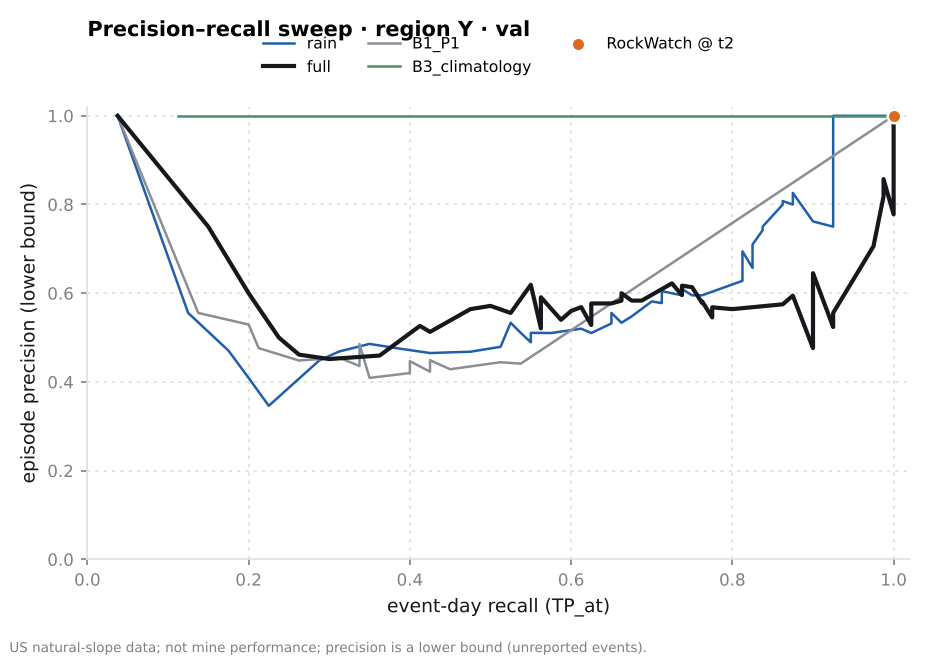 Precision–recall sweep · region Y · val
rain
B1_P1
RockWatch @ t2
full
B3_climatology
episode precision (lower bound)
1.0
0.8
0.6
0.4
0.2
0.0
0.0 0.2 0.4 0.6 0.8 1.0
event-day recall (TP_at)
US natural-slope data; not mine performance; precision is a lower bound (unreported events).